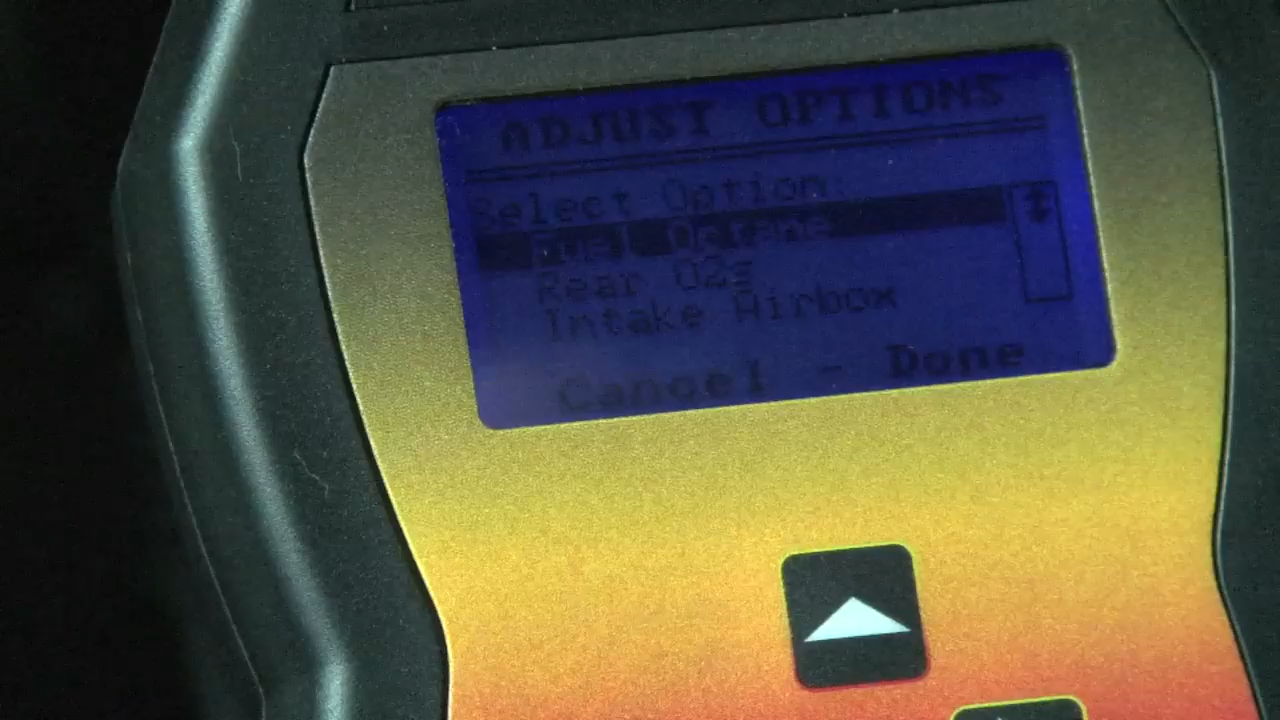 ADJUST OPTIONS
Select Option:
Fuel Octane
Rear O2s
Intake Airbox
Cancel - Done